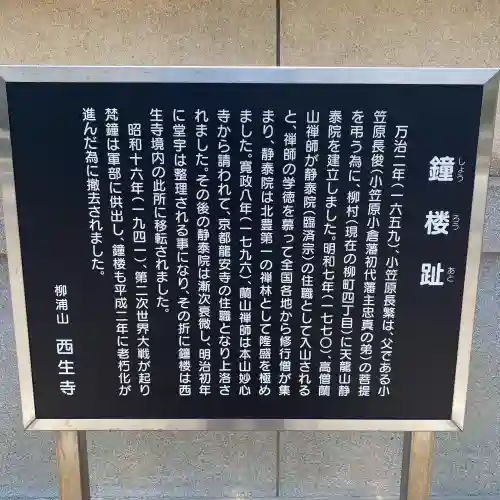 鐘楼趾
しょうろうあと
万治二年(一六五九)、小笠原長繁は、父である小
笠原長俊(小笠原小倉藩初代藩主忠真の弟)の菩提
を弔う為に、柳村(現在の柳町四丁目)に天龍山静
泰院を建立しました。明和七年(一七七〇)、高僧蘭
山禅師が静泰院(臨済宗)の住職として入山される
と、禅師の学徳を慕って全国各地から修行僧が集
まり、静泰院は北豊第一の禅林として隆盛を極め
ました。寛政八年(一七九六)、蘭山禅師は本山妙心
寺から請われて、京都龍安寺の住職となり上洛さ
れました。その後の静泰院は漸次衰微し、明治初年
に堂宇は整理される事になり、その折に鐘楼は西
生寺境内の此所に移転されました。
昭和十六年(一九四一)、第二次世界大戦が起り
梵鐘は軍部に供出し、鐘楼も平成二年に老朽化が
進んだ為に撤去されました。
柳浦山 西生寺